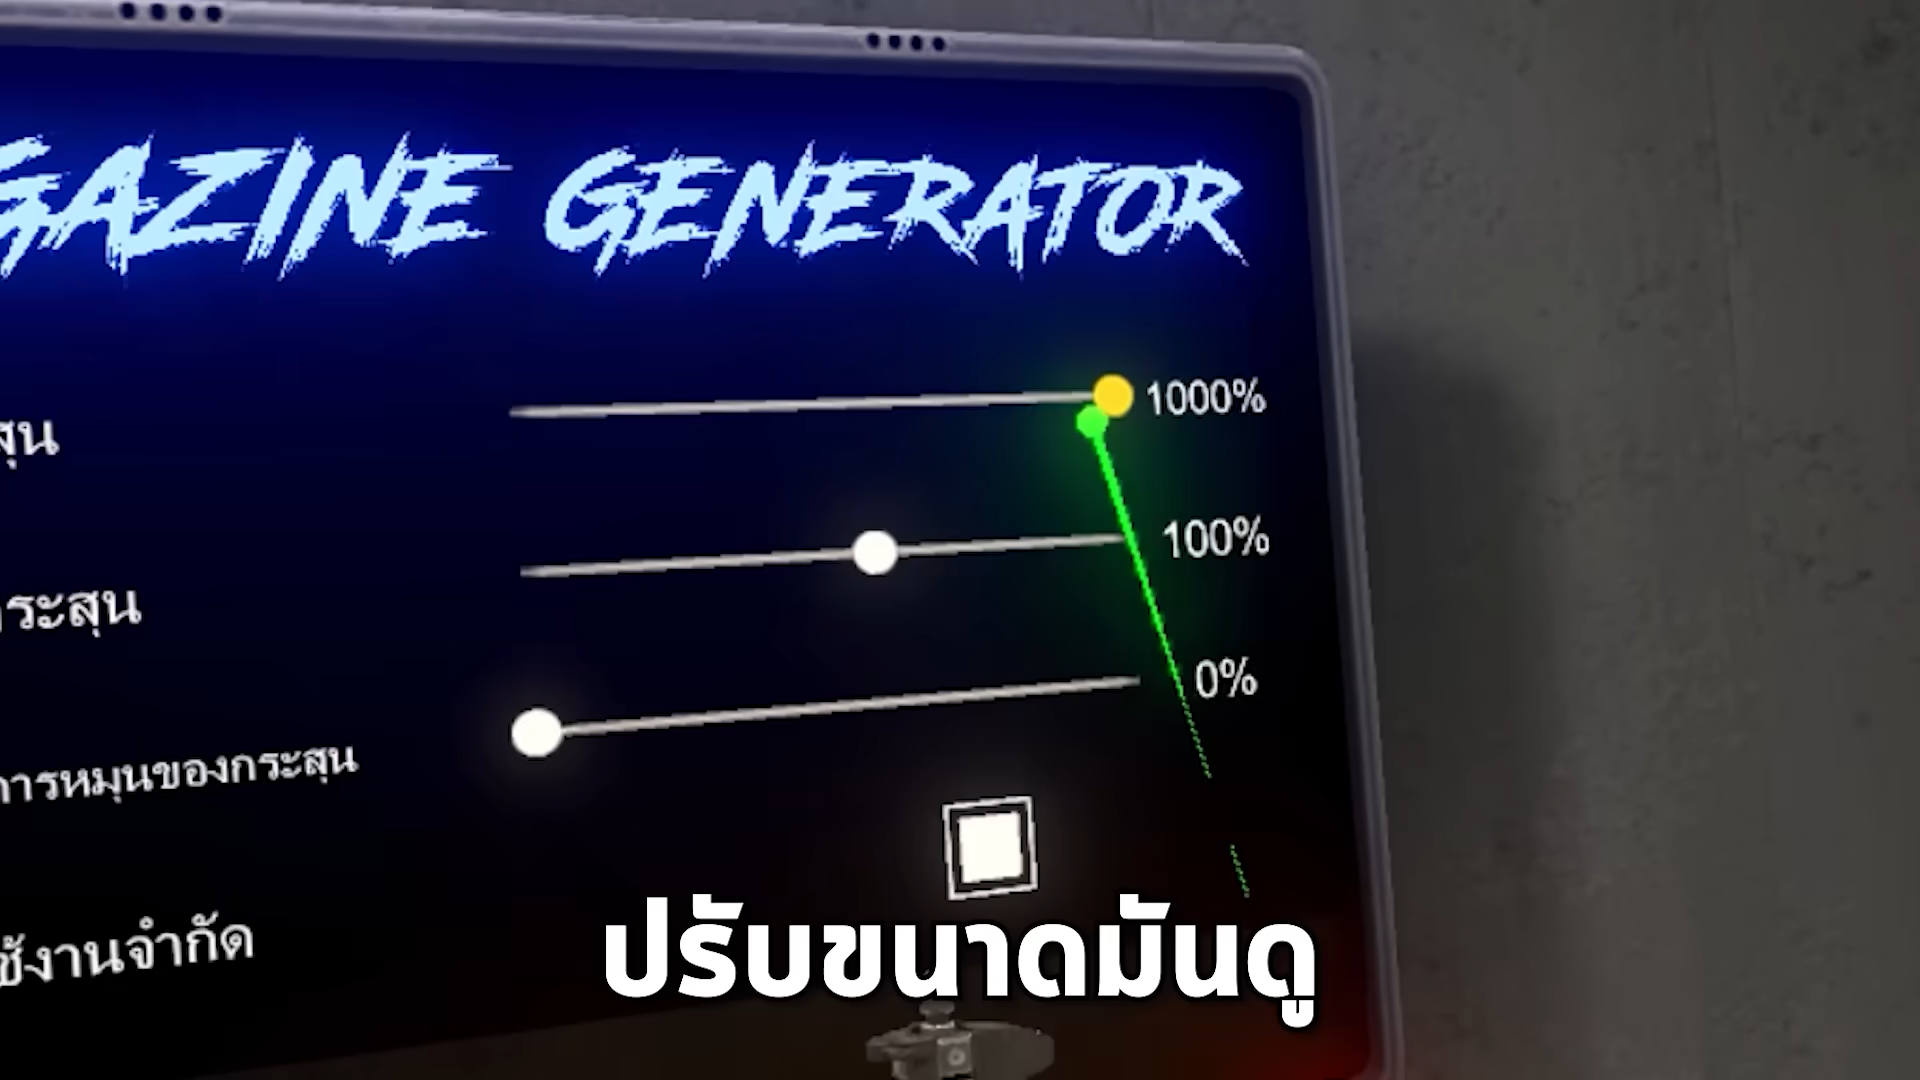 GAZINE GENERATOR
สุน 1000%
ระสุน 100%
การหมุนของกระสุน 0%
ช้งานจำกัด
ปรับขนาดมันดู